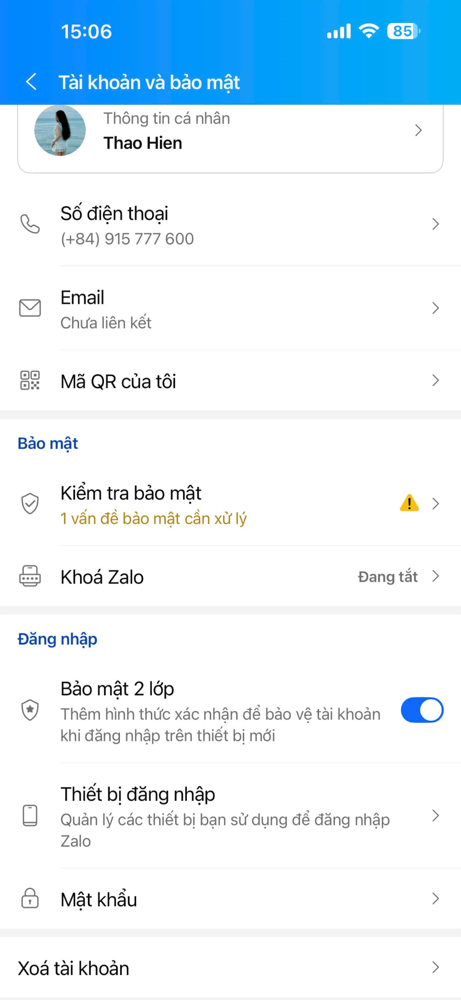 15:06
85
Tài khoản và bảo mật
Thông tin cá nhân
Thao Hien
Số điện thoại
(+84) 915 777 600
Email
Chưa liên kết
Mã QR của tôi
Bảo mật
Kiểm tra bảo mật
1 vấn đề bảo mật cần xử lý
Khoá Zalo
Đang tắt
Đăng nhập
Bảo mật 2 lớp
Thêm hình thức xác nhận để bảo vệ tài khoản
khi đăng nhập trên thiết bị mới
Thiết bị đăng nhập
Quản lý các thiết bị bạn sử dụng để đăng nhập
Zalo
Mật khẩu
Xoá tài khoản